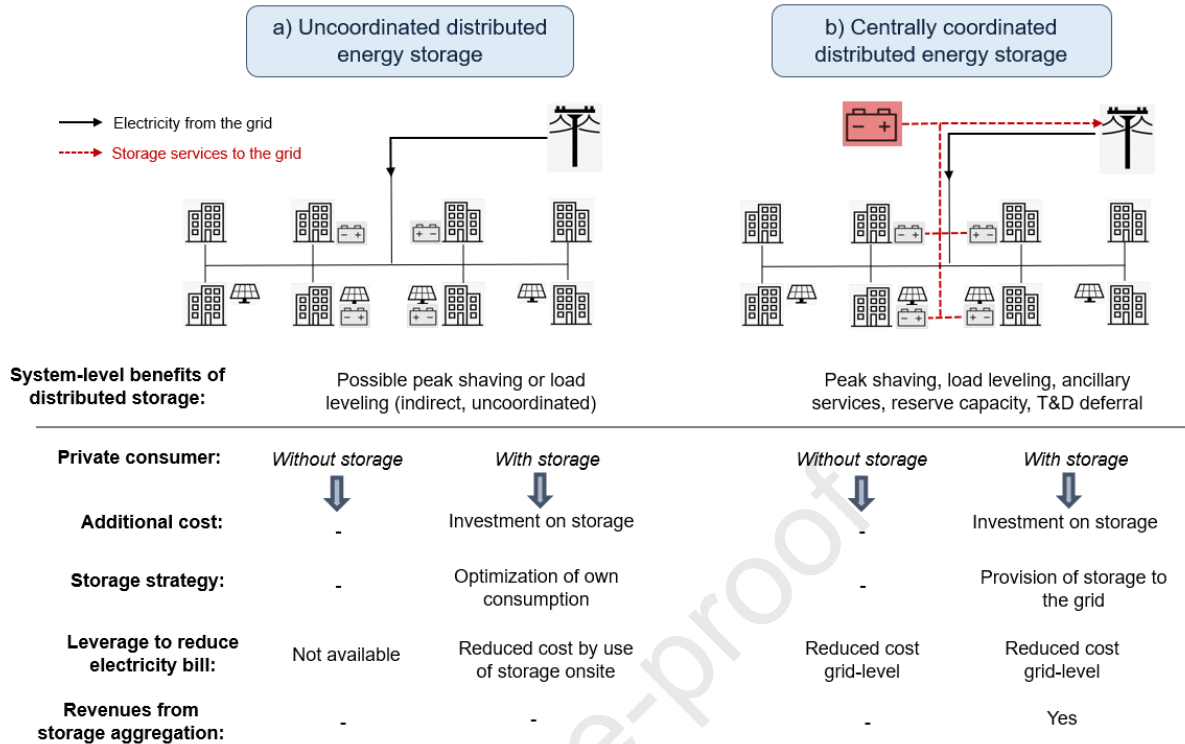 a) Uncoordinated distributed
energy storage
b) Centrally coordinated
distributed energy storage
Electricity from the grid
Storage services to the grid
System-level benefits of
distributed storage:
Possible peak shaving or load
leveling (indirect, uncoordinated)
Peak shaving, load leveling, ancillary
services, reserve capacity, T&D deferral
Private consumer:
Without storage
With storage
Without storage
With storage
Additional cost:
-
Investment on storage
-
Investment on storage
Storage strategy:
-
Optimization of own
consumption
-
Provision of storage to
the grid
Leverage to reduce
electricity bill:
Not available
Reduced cost by use
of storage onsite
Reduced cost
grid-level
Reduced cost
grid-level
Revenues from
storage aggregation:
-
-
-
Yes
e-proof